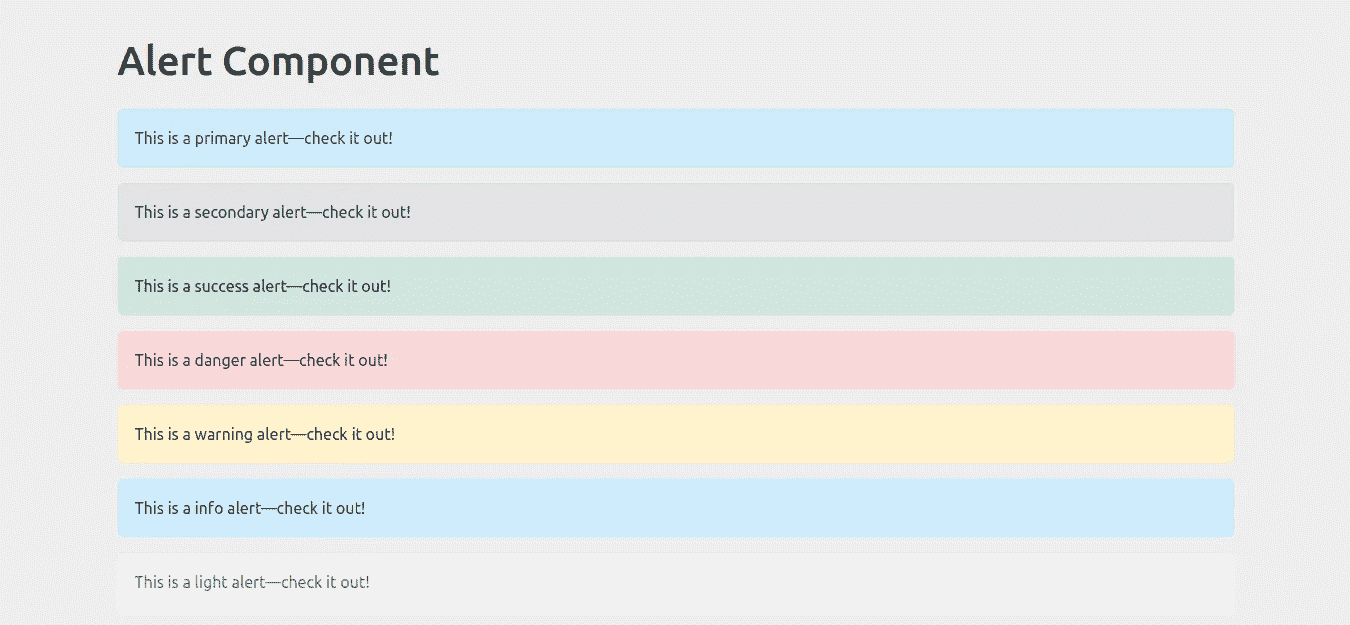 Alert Component
This is a primary alert—check it out!
This is a secondary alert—check it out!
This is a success alert—check it out!
This is a danger alert—check it out!
This is a warning alert—check it out!
This is a info alert—check it out!
This is a light alert—check it out!